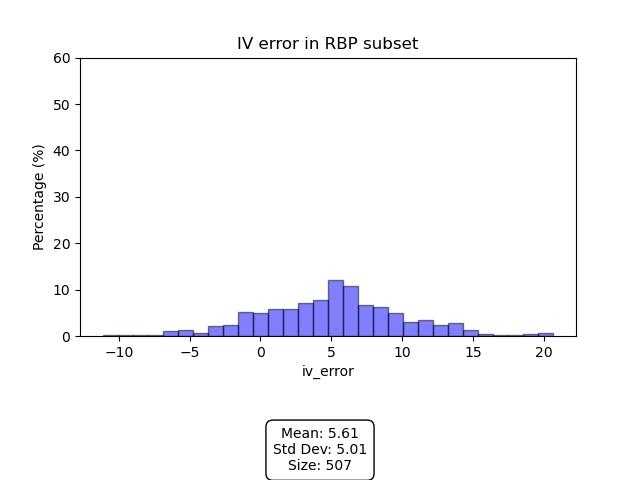 IV error in RBP subset
60
50
40
30
20
10
0
Percentage (%)
−10
−5
0
5
10
15
20
iv_error
Mean: 5.61
Std Dev: 5.01
Size: 507